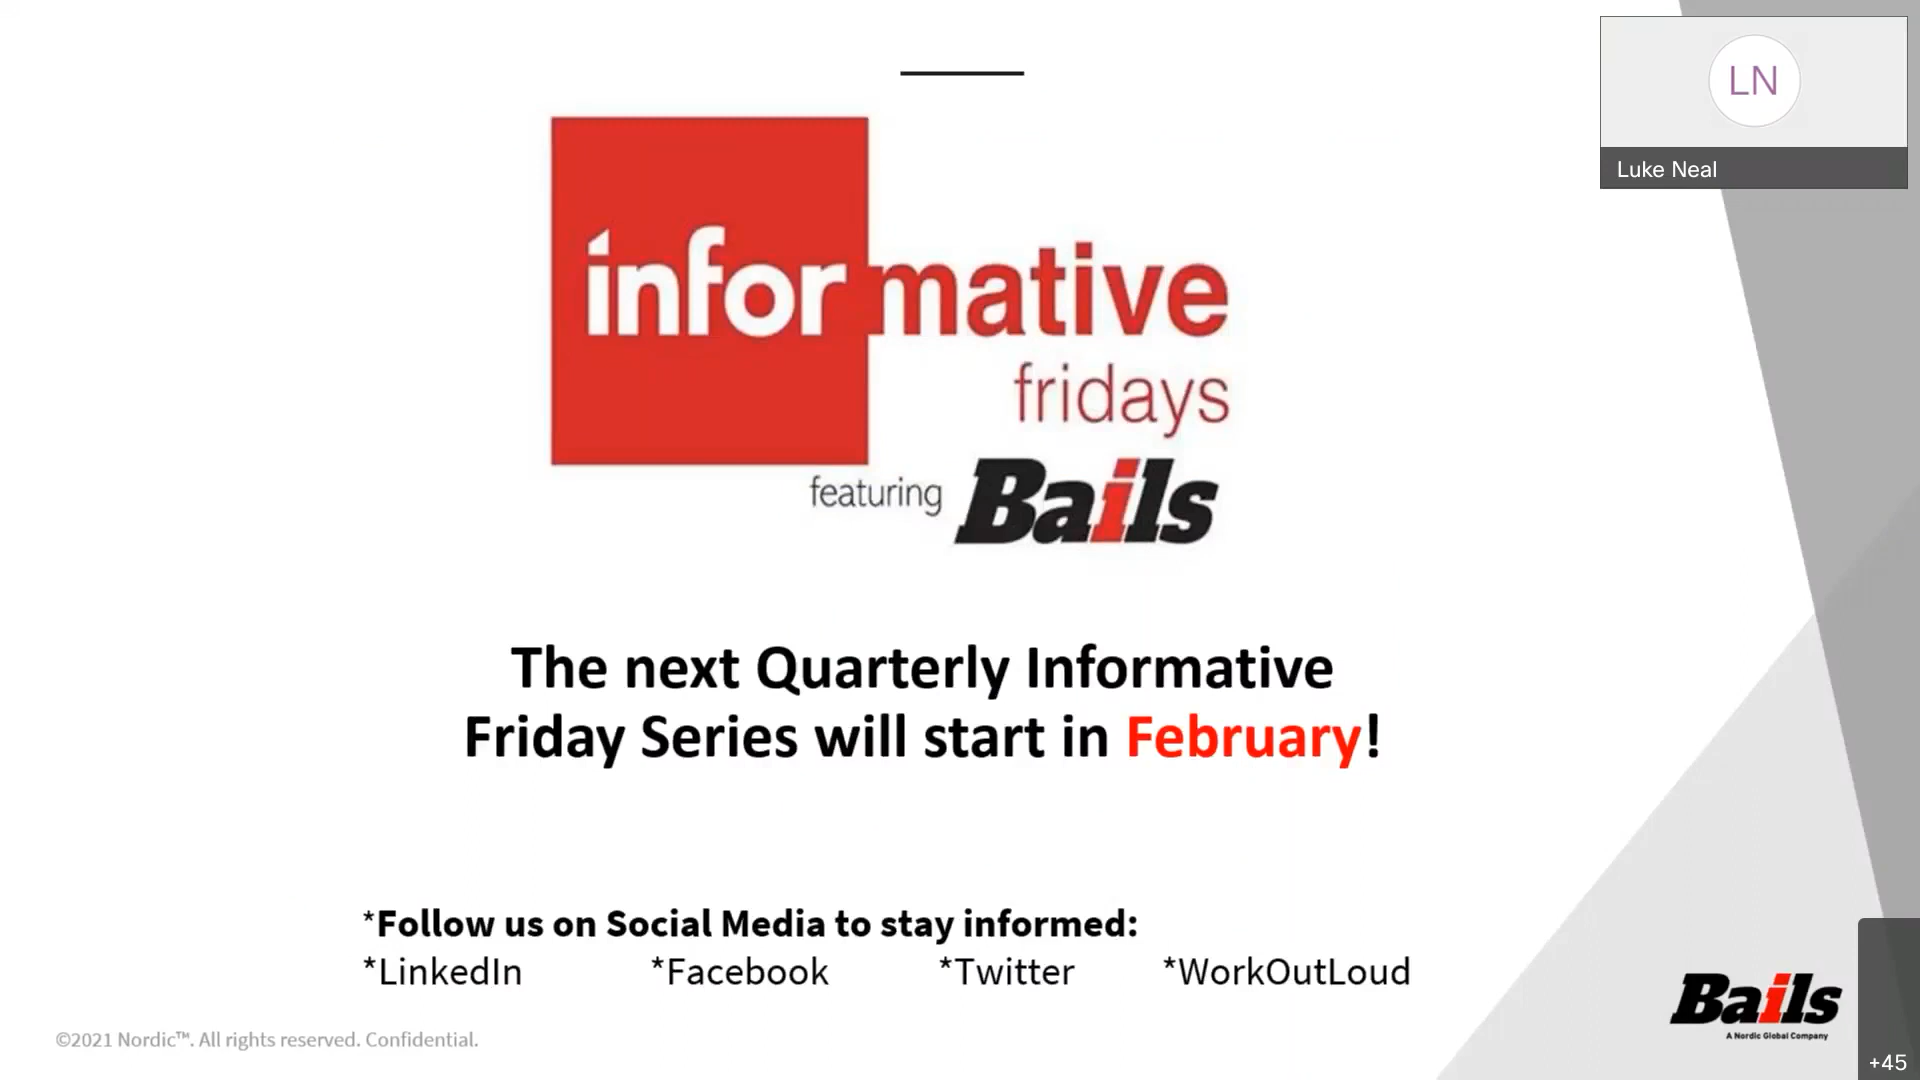 LN
Luke Neal
informative
fridays
featuring Bails
The next Quarterly Informative
Friday Series will start in February!
*Follow us on Social Media to stay informed:
*LinkedIn *Facebook *Twitter *WorkOutLoud
Bails
A Nordic Global Company
©2021 Nordic™. All rights reserved. Confidential.
+45